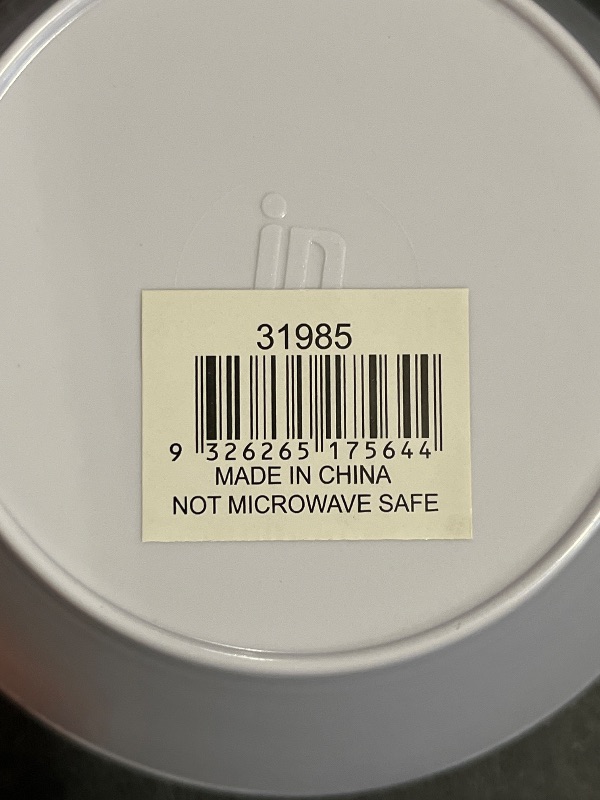 in
31985
9 326265 175644
MADE IN CHINA
NOT MICROWAVE SAFE